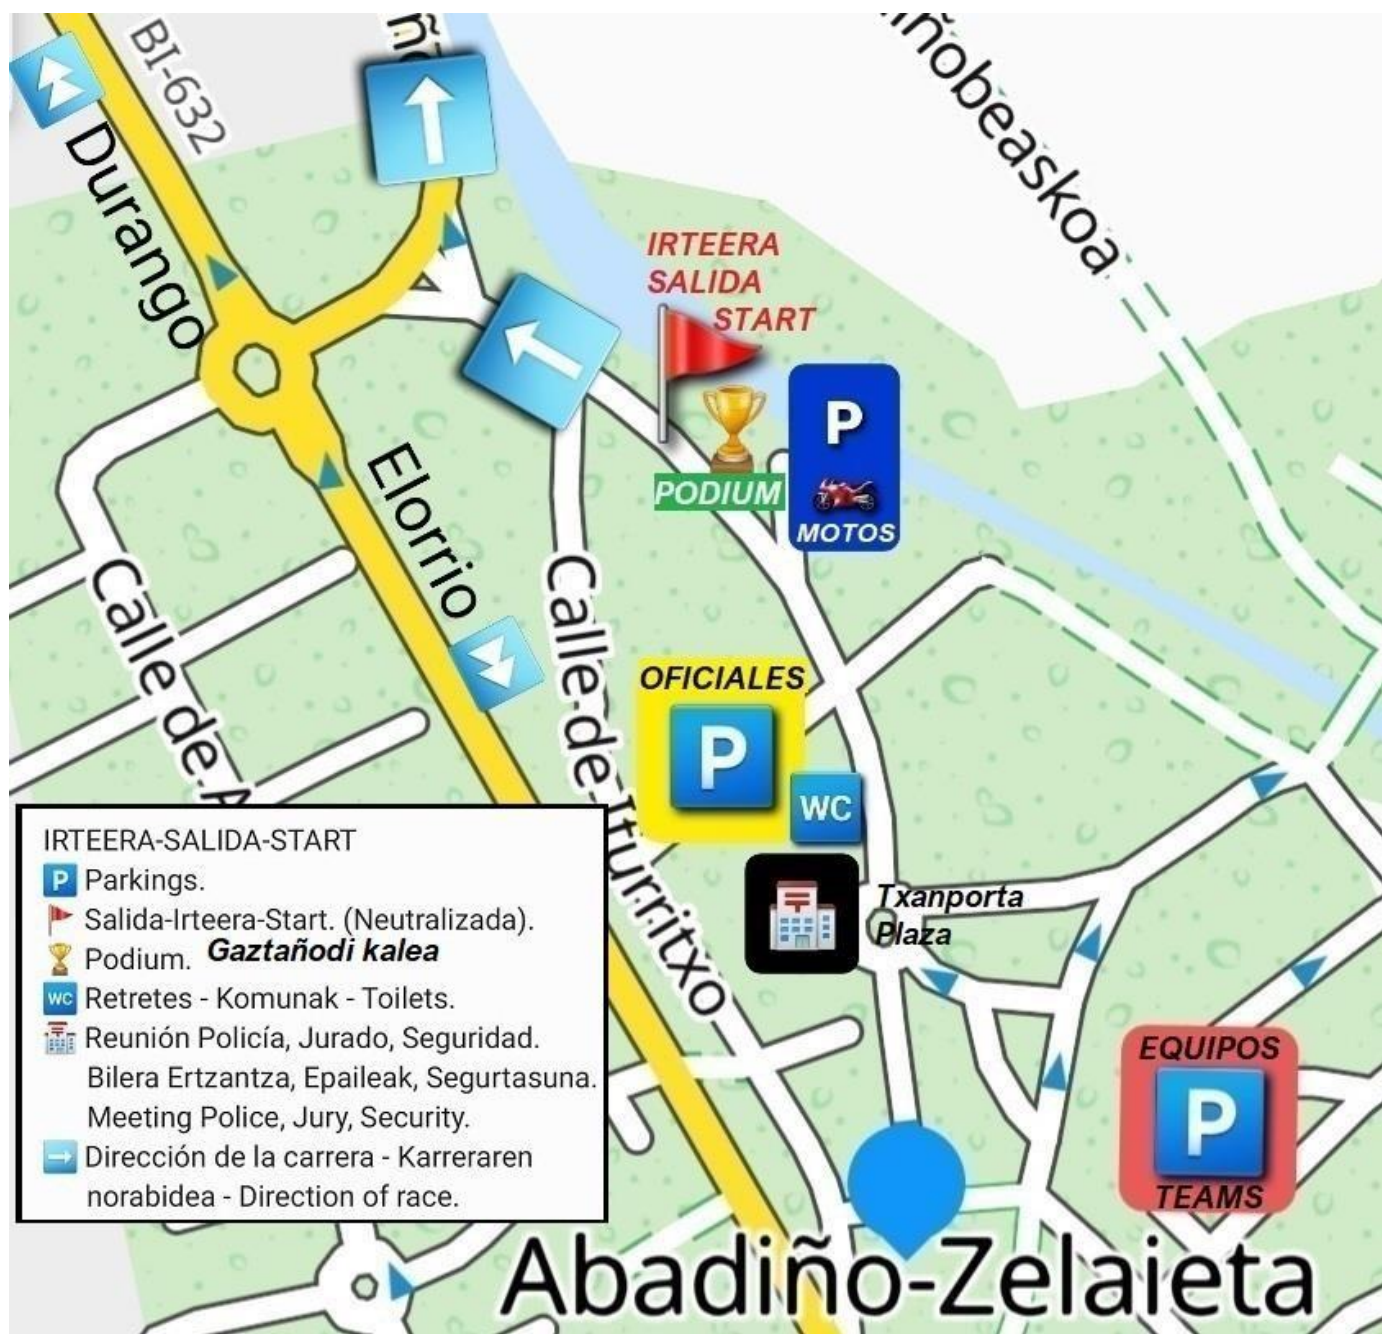 BI-632
Durango
ña
iñobeaskoa
IRTEERA
SALIDA
START
P
MOTOS
PODIUM
Elorrio
Calle de A
Calle de Iturritxo
OFICIALES
P
WC
Txanporta
Plaza
IRTEERA-SALIDA-START
P Parkings.
Salida-Irteera-Start. (Neutralizada).
Podium. Gaztañodi kalea
WC Retretes - Komunak - Toilets.
Reunión Policía, Jurado, Seguridad.
Bilera Ertzantza, Epaileak, Segurtasuna.
Meeting Police, Jury, Security.
Dirección de la carrera - Karreraren
norabidea - Direction of race.
EQUIPOS
P
TEAMS
Abadiño-Zelaieta